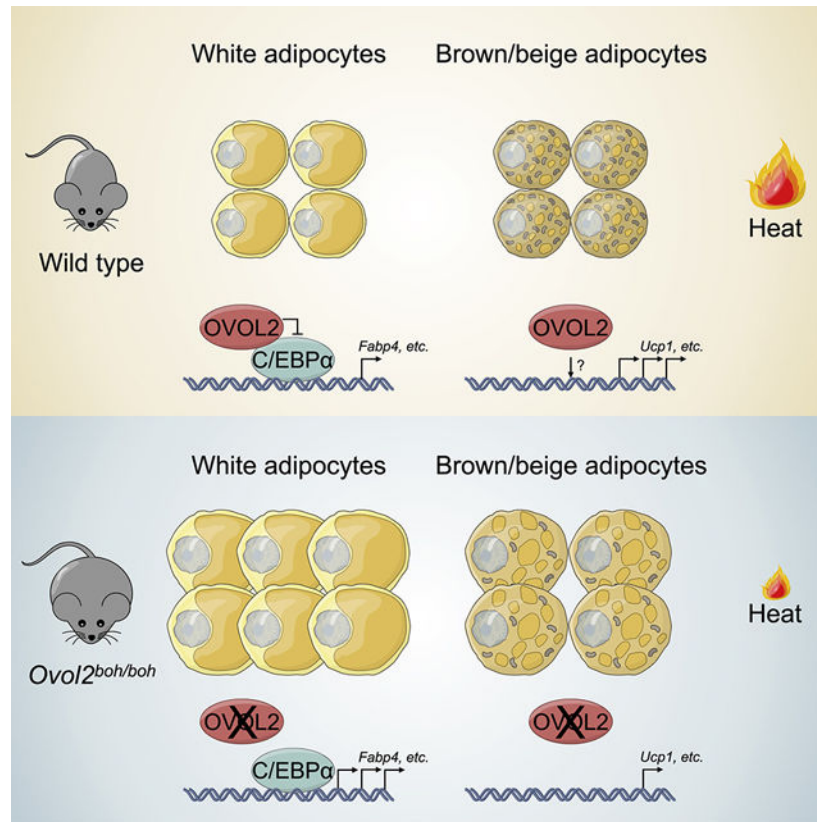 White adipocytes
Brown/beige adipocytes
Wild type
Heat
OVOL2
C/EBPα
Fabp4, etc.
OVOL2
?
Ucp1, etc.
White adipocytes
Brown/beige adipocytes
Ovol2boh/boh
Heat
OVOL2
C/EBPα
Fabp4, etc.
OVOL2
Ucp1, etc.